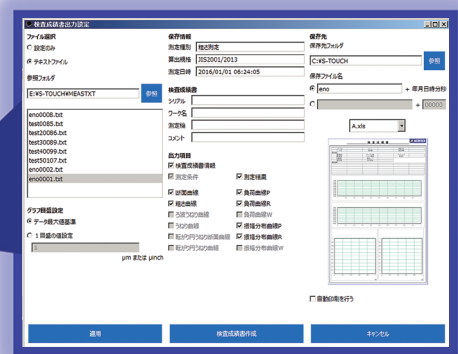 検査成績書出力設定
ファイル選択
設定のみ
テキストファイル
参照フォルダ
E:¥S-TOUCH¥MEASTXT
参照
eno0008.txt
test0085.txt
test20086.txt
test30089.txt
test40099.txt
test50107.txt
eno0002.txt
eno0001.txt
グラフ目盛設定
データ最大値基準
1目盛の値設定
1
μm または μinch
保存情報
測定種別 粗さ測定
算出規格 JIS2001/2013
測定日時 2016/01/01 06:24:05
検査成績書
シリアル
ワーク名
測定機
コメント
出力項目
検査成績書情報
測定条件 測定結果
断面曲線 負荷曲線P
粗さ曲線 負荷曲線R
ろ波うねり曲線 負荷曲線W
うねり曲線 振幅分布曲線P
転がり円うねり断面曲線 振幅分布曲線R
転がり円うねり曲線 振幅分布曲線W
保存先
保存先フォルダ
C:¥S-TOUCH
参照
保存ファイル名
eno + 年月日時分秒
+ 00000
A.xls
自動印刷を行う
適用
検査成績書作成
キャンセル